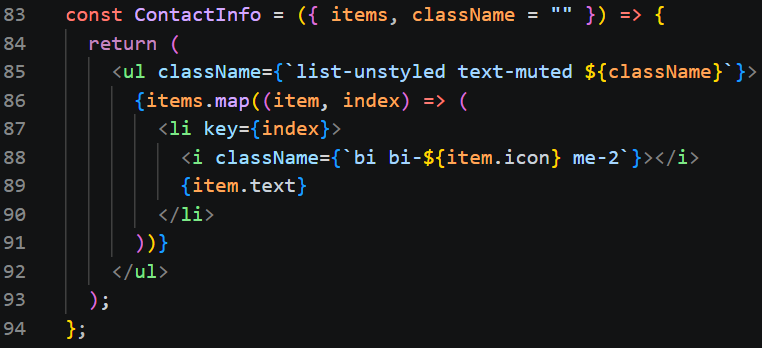 83 const ContactInfo = ({ items, className = "" }) => {
84 return (
85 <ul className={`list-unstyled text-muted ${className}`}>
86 {items.map((item, index) => (
87 <li key={index}>
88 <i className={`bi bi-${item.icon} me-2`}></i>
89 {item.text}
90 </li>
91 ))}
92 </ul>
93 );
94 };